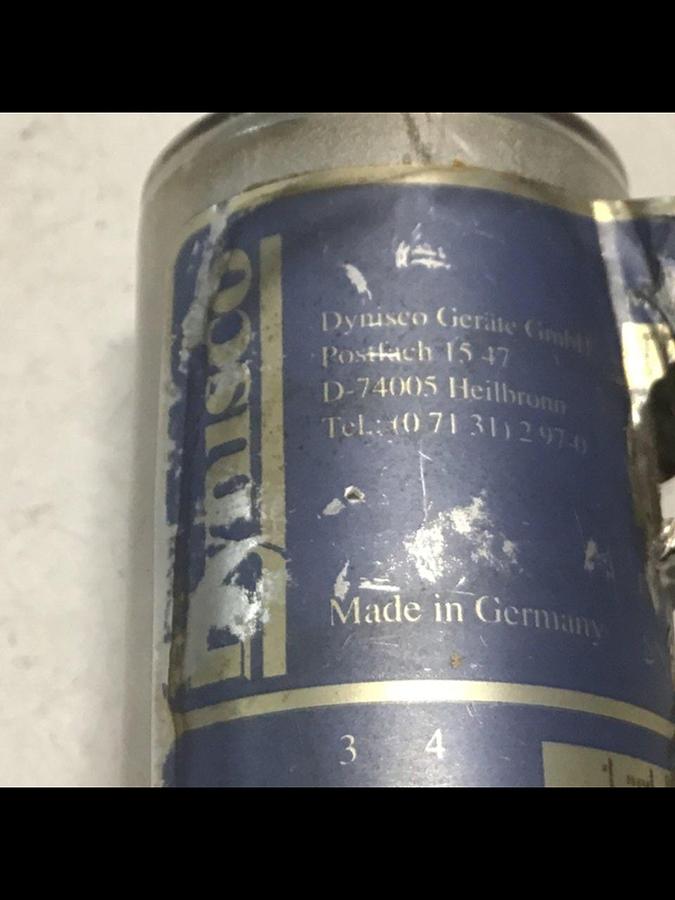 Dynisco
Dynisco Geräte GmbH
Postfach 15 47
D-74005 Heilbronn
Tel.: (0 71 31) 2 97-0
Made in Germany
3 4